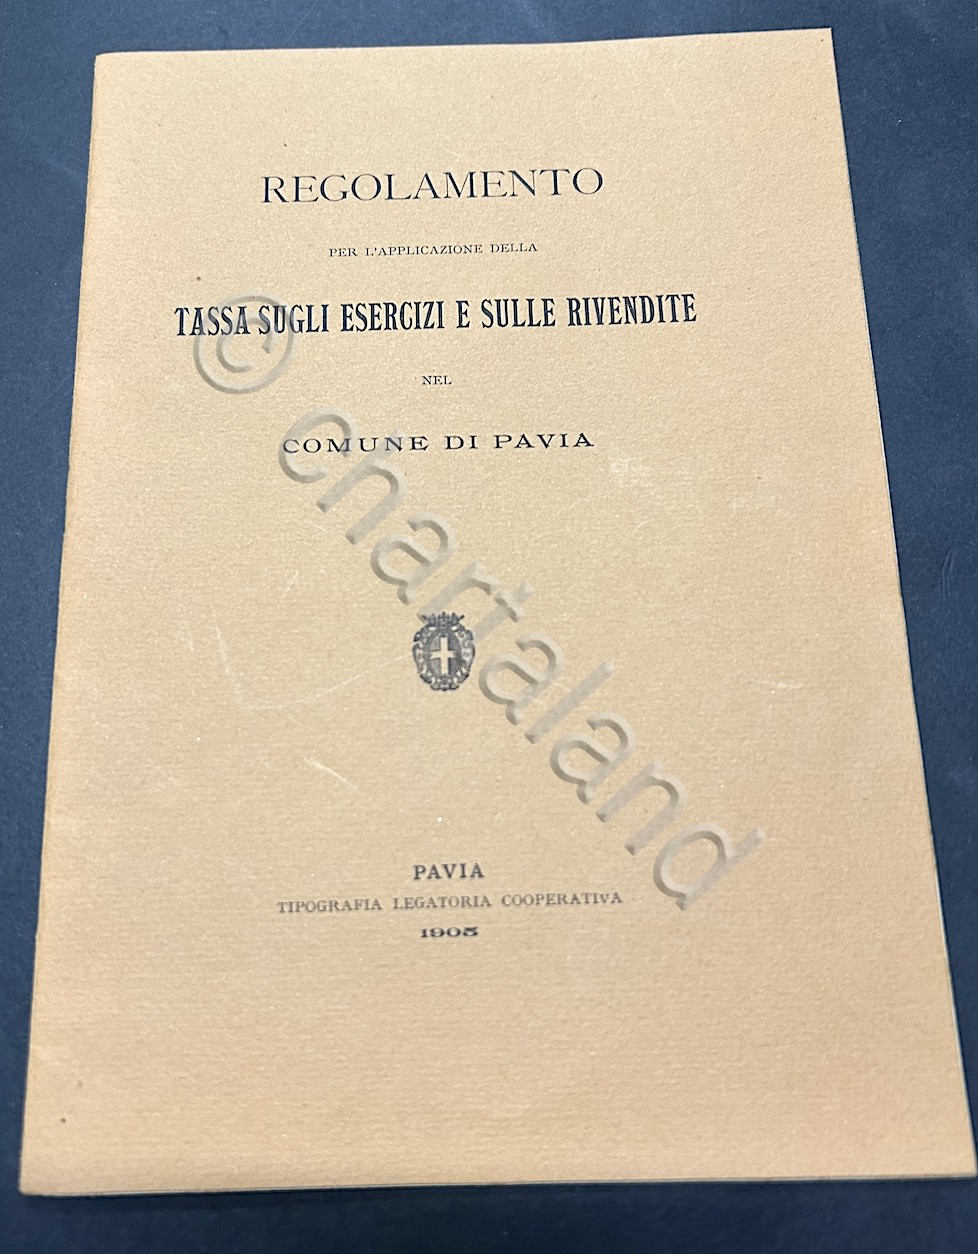 REGOLAMENTO
PER L'APPLICAZIONE DELLA
TASSA SUGLI ESERCIZI E SULLE RIVENDITE
NEL
COMUNE DI PAVIA
© chartaland
PAVIA
TIPOGRAFIA LEGATORIA COOPERATIVA
1905